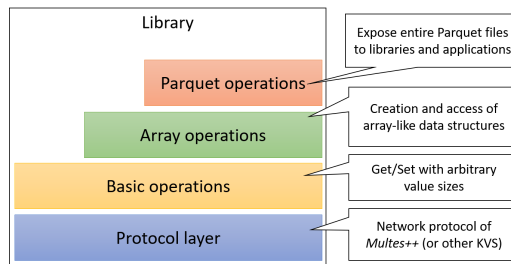 Library
Expose entire Parquet files
to libraries and applications
Parquet operations
Creation and access of
array-like data structures
Array operations
Get/Set with arbitrary
value sizes
Basic operations
Network protocol of
Multes++ (or other KVS)
Protocol layer